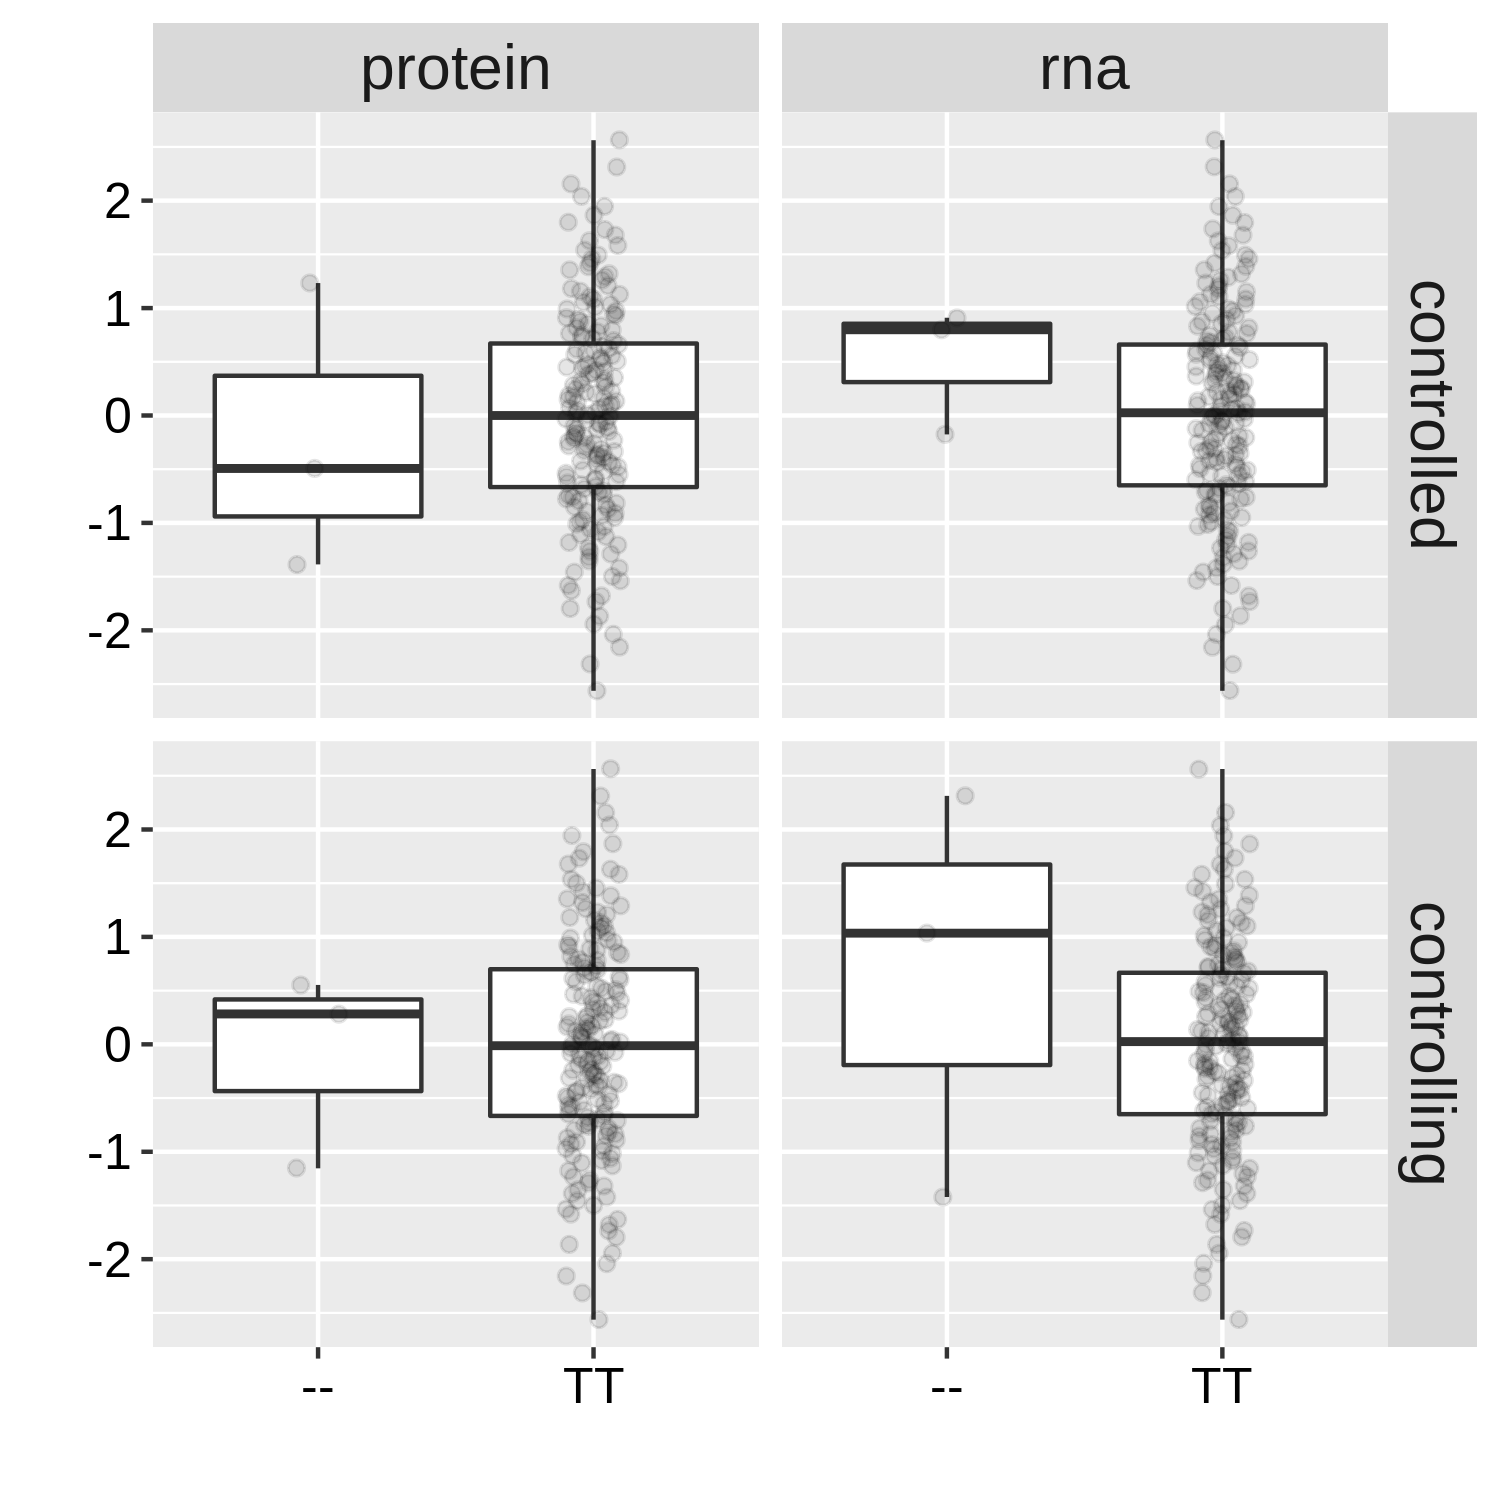 protein rna
2
1
0
-1
-2
controlled
2
1
0
-1
-2
controlling
-- TT -- TT